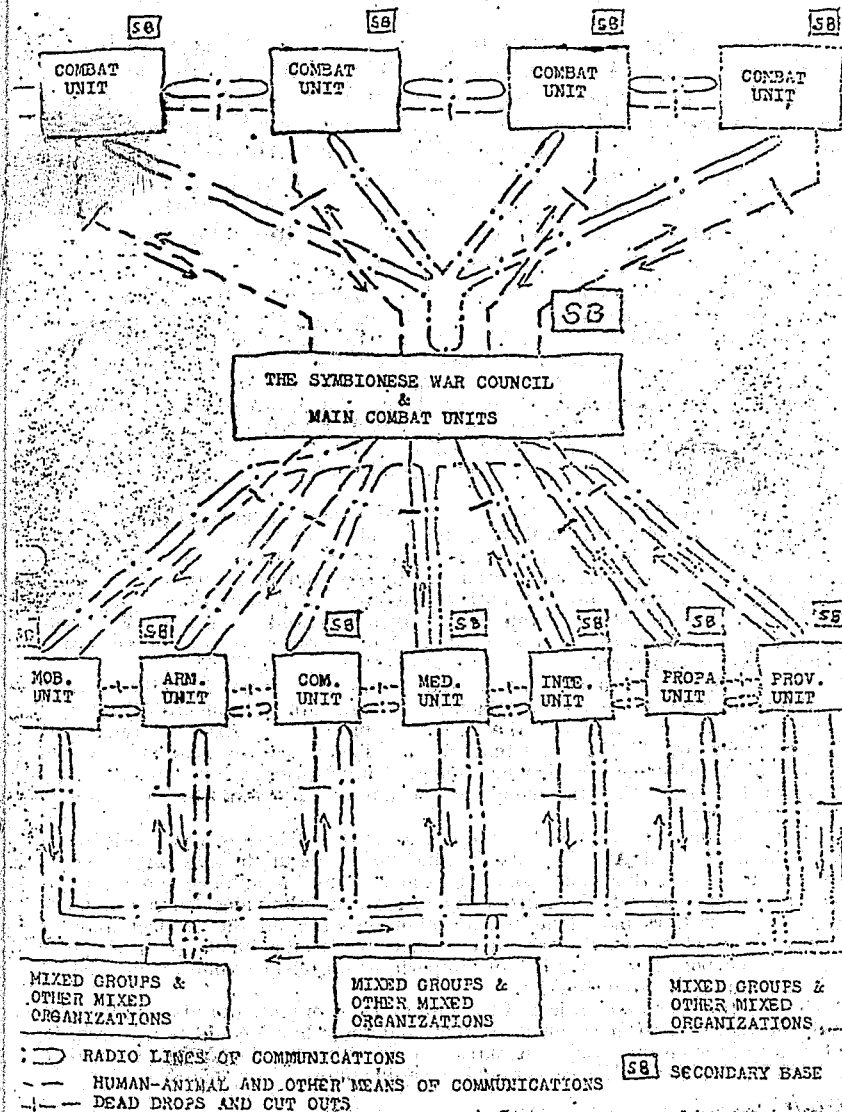 SB SB SB SB
COMBAT UNIT COMBAT UNIT COMBAT UNIT COMBAT UNIT
SB
THE SYMBIONESE WAR COUNCIL
&
MAIN COMBAT UNITS
SB SB SB SB SB SB
MOB. UNIT ARM. UNIT COM. UNIT MED. UNIT INTE. UNIT PROPA UNIT PROV. UNIT
MIXED GROUPS &
OTHER MIXED
ORGANIZATIONS
MIXED GROUPS &
OTHER MIXED
ORGANIZATIONS
MIXED GROUPS &
OTHER MIXED
ORGANIZATIONS
RADIO LINES OF COMMUNICATIONS
SB SECONDARY BASE
HUMAN-ANIMAL AND OTHER MEANS OF COMMUNICATIONS
DEAD DROPS AND CUT OUTS